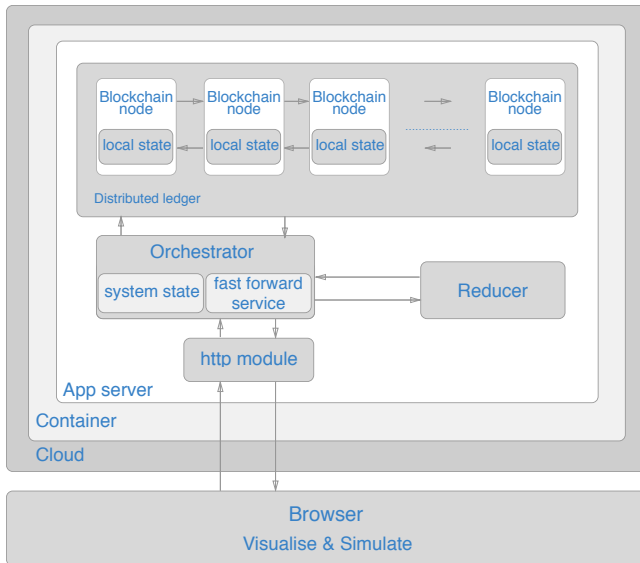 Blockchain node
local state
Blockchain node
local state
Blockchain node
local state
Blockchain node
local state
Distributed ledger
Orchestrator
system state
fast forward
service
Reducer
http module
App server
Container
Cloud
Browser
Visualise & Simulate